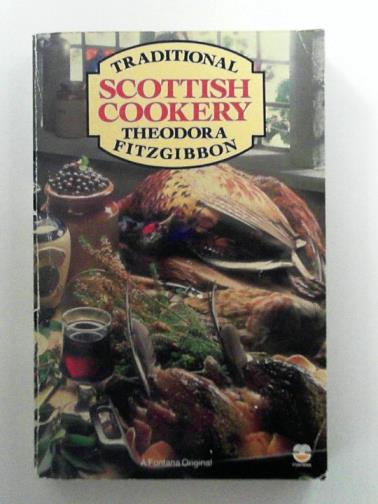 TRADITIONAL
SCOTTISH
COOKERY
THEODORA
FITZGIBBON
A Fontana Original